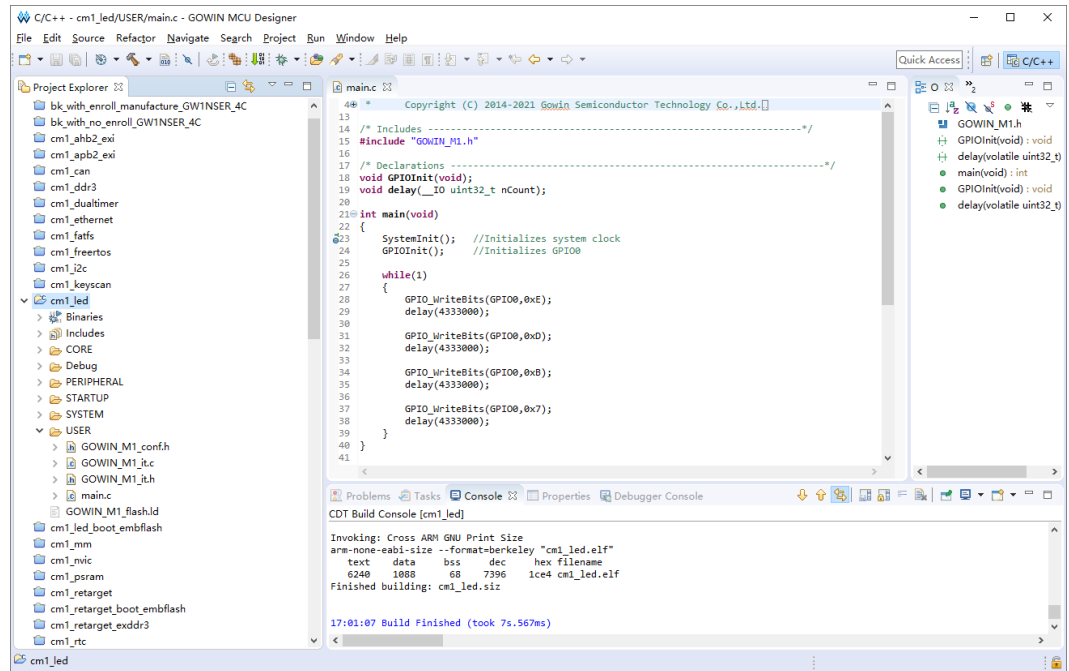 C/C++ - cm1_led/USER/main.c - GOWIN MCU Designer
File Edit Source Refactor Navigate Search Project Run Window Help
Quick Access C/C++
Project Explorer
bk_with_enroll_manufacture_GW1NSER_4C
bk_with_no_enroll_GW1NSER_4C
cm1_ahb2_exi
cm1_apb2_exi
cm1_can
cm1_ddr3
cm1_dualtimer
cm1_ethernet
cm1_fatfs
cm1_freertos
cm1_i2c
cm1_keyscan
cm1_led
Binaries
Includes
CORE
Debug
PERIPHERAL
STARTUP
SYSTEM
USER
GOWIN_M1_conf.h
GOWIN_M1_it.c
GOWIN_M1_it.h
main.c
GOWIN_M1_flash.ld
cm1_led_boot_embflash
cm1_mm
cm1_nvic
cm1_psram
cm1_retarget
cm1_retarget_boot_embflash
cm1_retarget_exddr3
cm1_rtc
main.c
4 * Copyright (C) 2014-2021 Gowin Semiconductor Technology Co.,Ltd.
13
14 /* Includes ------------------------------------------------------------------*/
15 #include "GOWIN_M1.h"
16
17 /* Declarations ------------------------------------------------------------------*/
18 void GPIOInit(void);
19 void delay(__IO uint32_t nCount);
20
21 int main(void)
22 {
23 SystemInit(); //Initializes system clock
24 GPIOInit(); //Initializes GPIO0
25
26 while(1)
27 {
28 GPIO_WriteBits(GPIO0,0xE);
29 delay(4333000);
30
31 GPIO_WriteBits(GPIO0,0xD);
32 delay(4333000);
33
34 GPIO_WriteBits(GPIO0,0xB);
35 delay(4333000);
36
37 GPIO_WriteBits(GPIO0,0x7);
38 delay(4333000);
39 }
40 }
41
O »2
GOWIN_M1.h
GPIOInit(void) : void
delay(volatile uint32_t)
main(void) : int
GPIOInit(void) : void
delay(volatile uint32_t)
Problems Tasks Console Properties Debugger Console
CDT Build Console [cm1_led]
Invoking: Cross ARM GNU Print Size
arm-none-eabi-size --format=berkeley "cm1_led.elf"
text data bss dec hex filename
6240 1088 68 7396 1ce4 cm1_led.elf
Finished building: cm1_led.siz
17:01:07 Build Finished (took 7s.567ms)
cm1_led